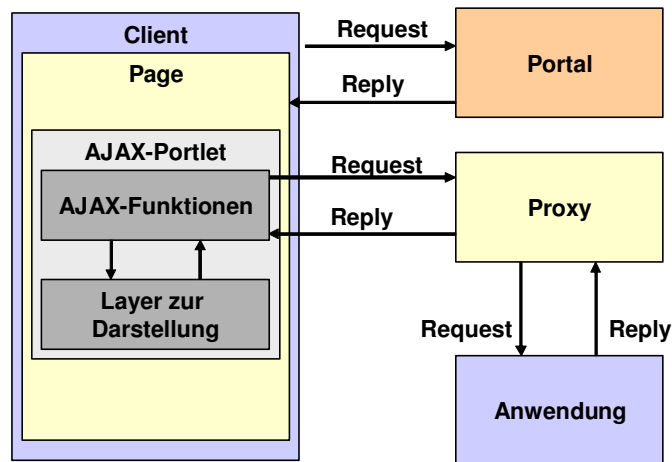 Client
Request
Portal
Page
Reply
AJAX-Portlet
Request
AJAX-Funktionen
Proxy
Reply
Layer zur
Darstellung
Request
Reply
Anwendung